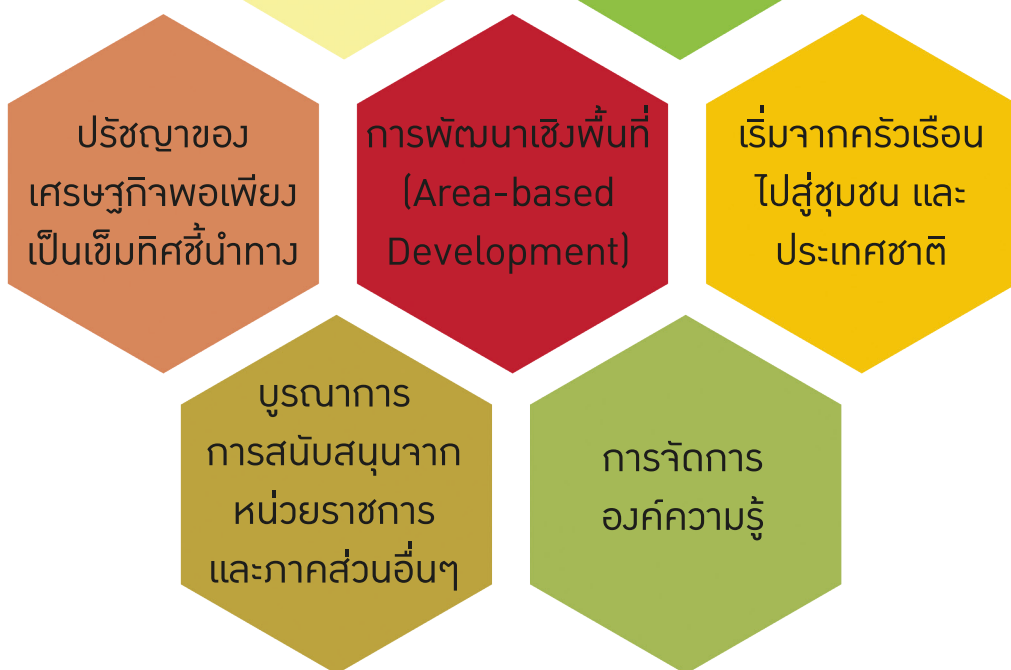 ปรัชญาของ
เศรษฐกิจพอเพียง
เป็นเข็มทิศชี้นำทาง
การพัฒนาเชิงพื้นที่
(Area-based
Development)
เริ่มจากครัวเรือน
ไปสู่ชุมชน และ
ประเทศชาติ
บูรณาการ
การสนับสนุนจาก
หน่วยราชการ
และภาคส่วนอื่นๆ
การจัดการ
องค์ความรู้